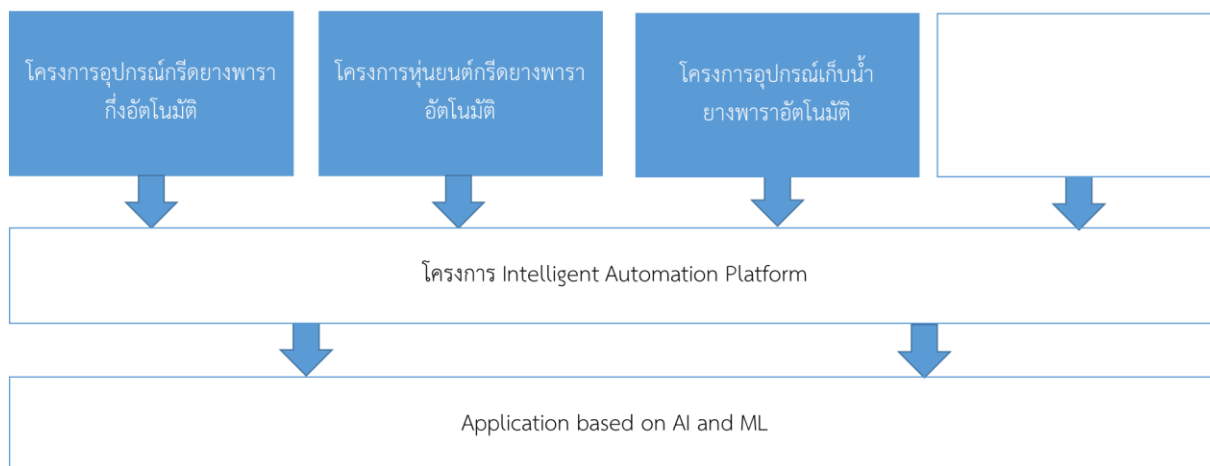 โครงการอุปกรณ์กรีดยางพารา
กึ่งอัตโนมัติ
โครงการหุ่นยนต์กรีดยางพารา
อัตโนมัติ
โครงการอุปกรณ์เก็บน้ำ
ยางพาราอัตโนมัติ
โครงการ Intelligent Automation Platform
Application based on AI and ML